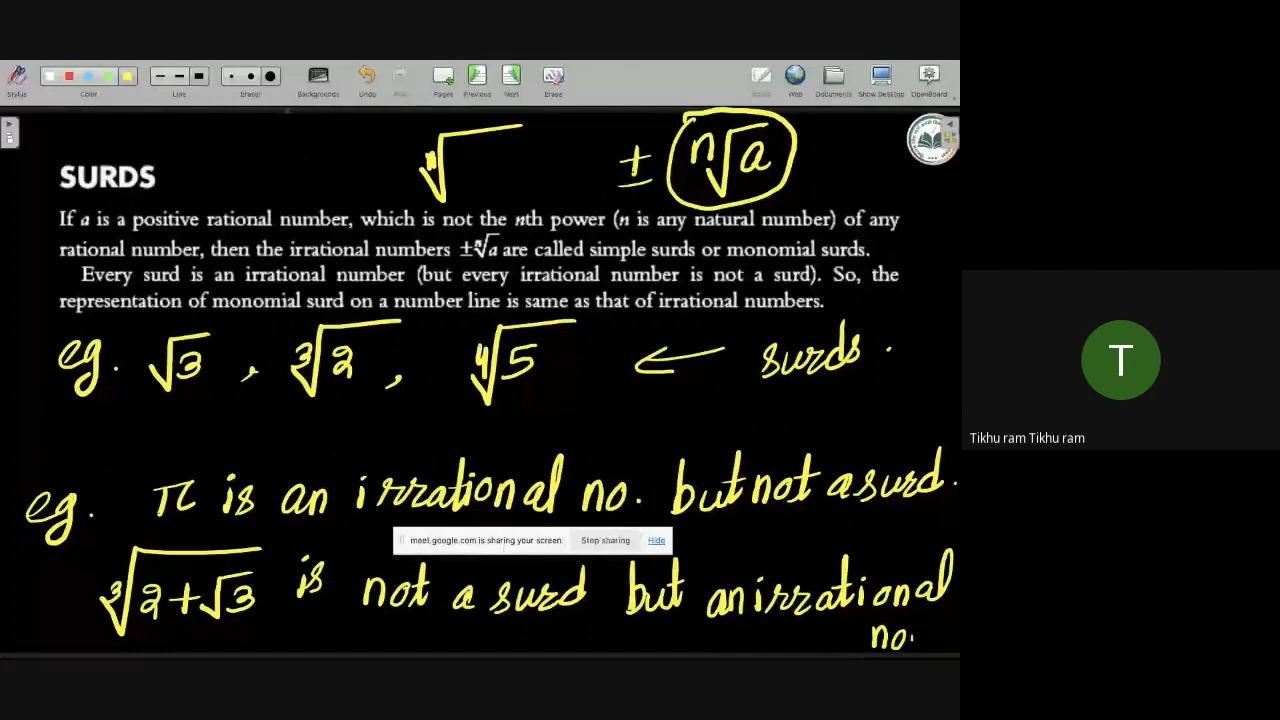 Stylus Color Line Eraser Backgrounds Undo Pages Previous Next Erase Web Documents Show Desktop OpenBoard
ⁿ√ ± ⁿ√a
SURDS
If a is a positive rational number, which is not the nth power (n is any natural number) of any
rational number, then the irrational numbers ±ⁿ√a are called simple surds or monomial surds.
Every surd is an irrational number (but every irrational number is not a surd). So, the
representation of monomial surd on a number line is same as that of irrational numbers.
eg. √3 , ³√2 , ⁴√5 ← surds.
eg. π is an irrational no. but not a surd.
meet.google.com is sharing your screen. Stop sharing Hide
³√(2+√3) is not a surd but an irrational
no.
T
Tikhu ram Tikhu ram